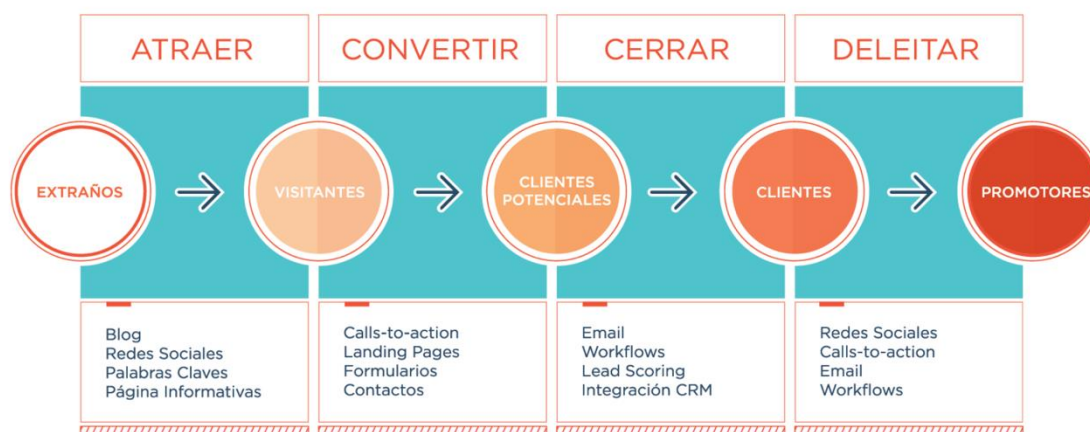 ATRAER
CONVERTIR
CERRAR
DELEITAR
EXTRAÑOS
VISITANTES
CLIENTES
POTENCIALES
CLIENTES
PROMOTORES
Blog
Redes Sociales
Palabras Claves
Página Informativas
Calls-to-action
Landing Pages
Formularios
Contactos
Email
Workflows
Lead Scoring
Integración CRM
Redes Sociales
Calls-to-action
Email
Workflows